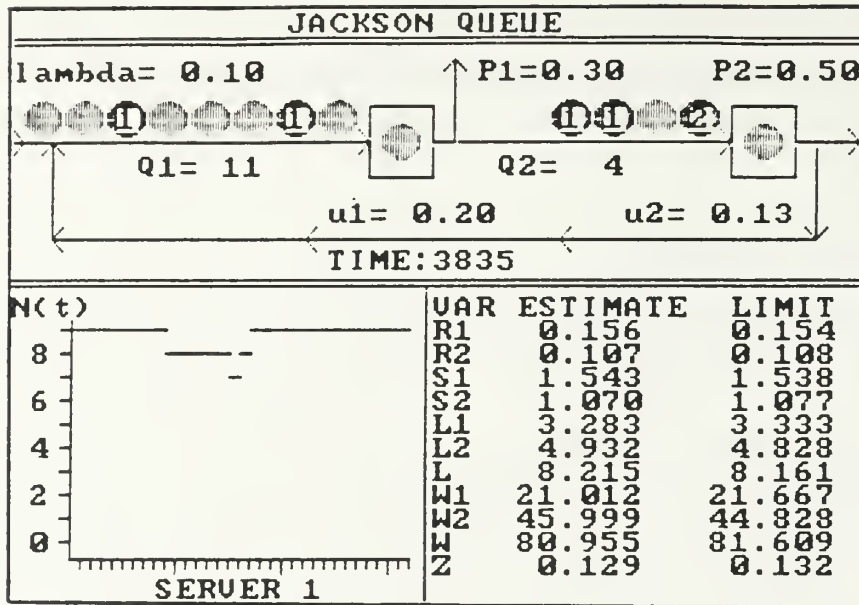 JACKSON QUEUE
lambda= 0.10 P1=0.30 P2=0.50
1 1 1 1 2
Q1= 11 Q2= 4
u1= 0.20 u2= 0.13
TIME:3835
N(t)
8
6
4
2
0
SERVER 1
VAR ESTIMATE LIMIT
R1 0.156 0.154
R2 0.107 0.108
S1 1.543 1.538
S2 1.070 1.077
L1 3.283 3.333
L2 4.932 4.828
L 8.215 8.161
W1 21.012 21.667
W2 45.999 44.828
W 80.955 81.609
Z 0.129 0.132